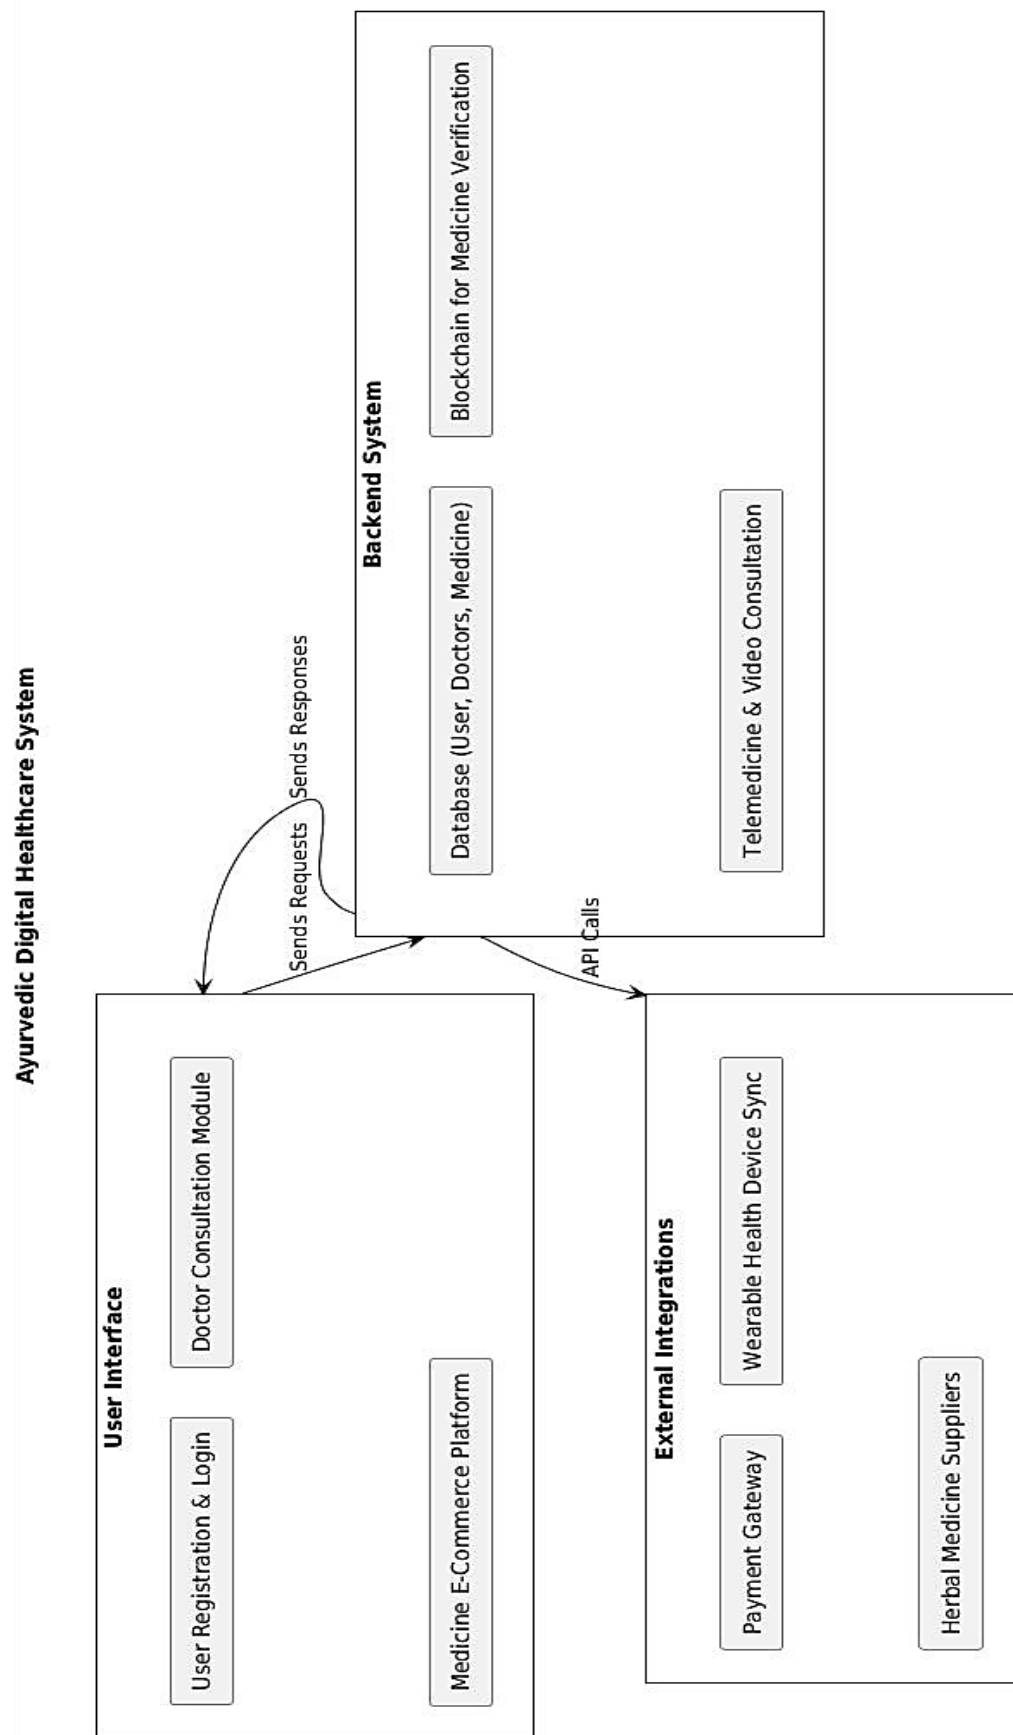 Ayurvedic Digital Healthcare System
User Interface
User Registration & Login
Doctor Consultation Module
Medicine E-Commerce Platform
Sends Requests
Sends Responses
Backend System
Database (User, Doctors, Medicine)
Blockchain for Medicine Verification
Telemedicine & Video Consultation
API Calls
External Integrations
Payment Gateway
Wearable Health Device Sync
Herbal Medicine Suppliers